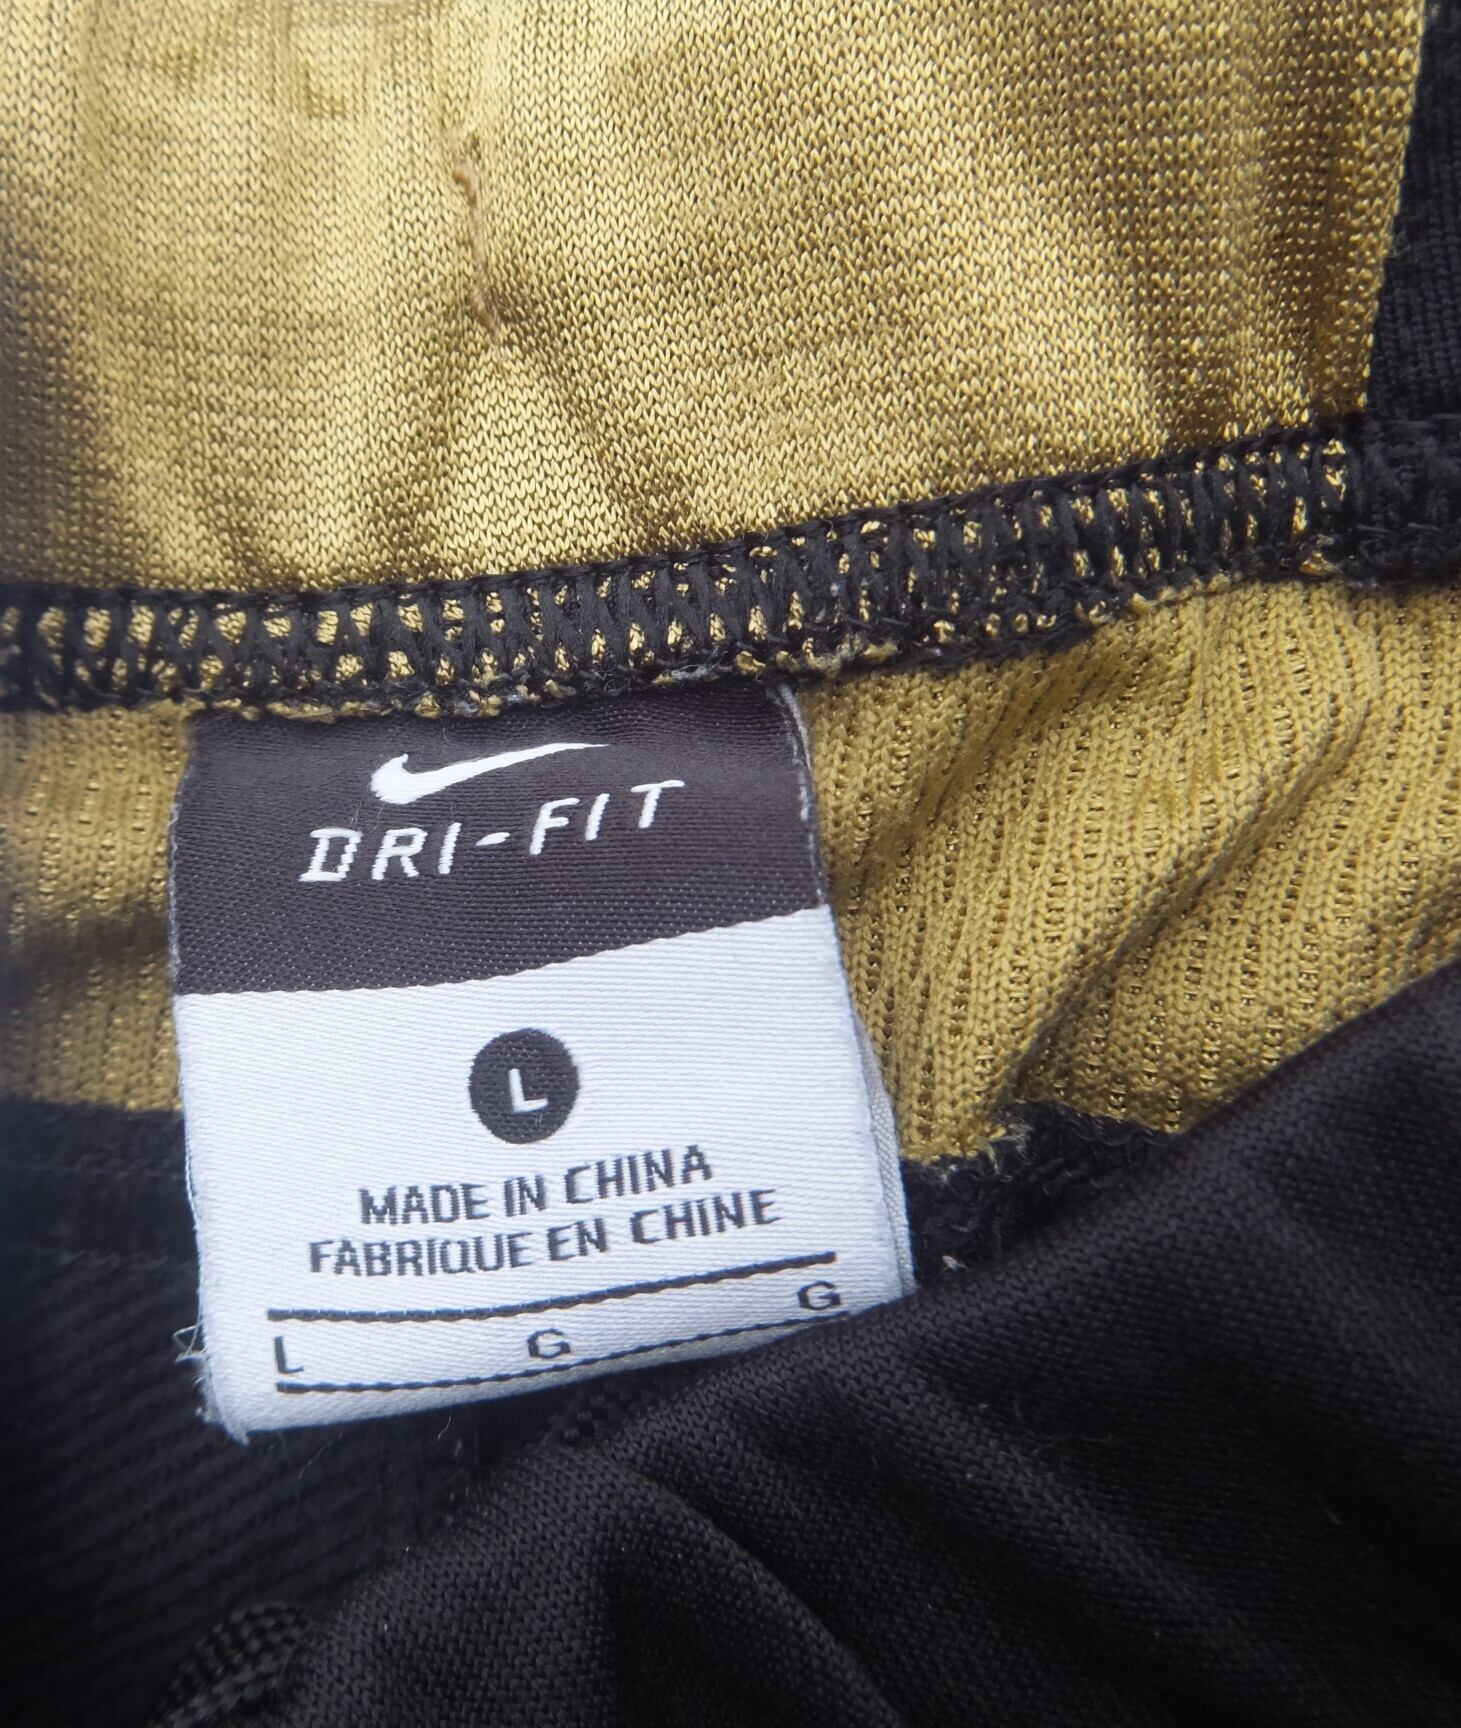 DRI-FIT
L
MADE IN CHINA
FABRIQUE EN CHINE
L G G